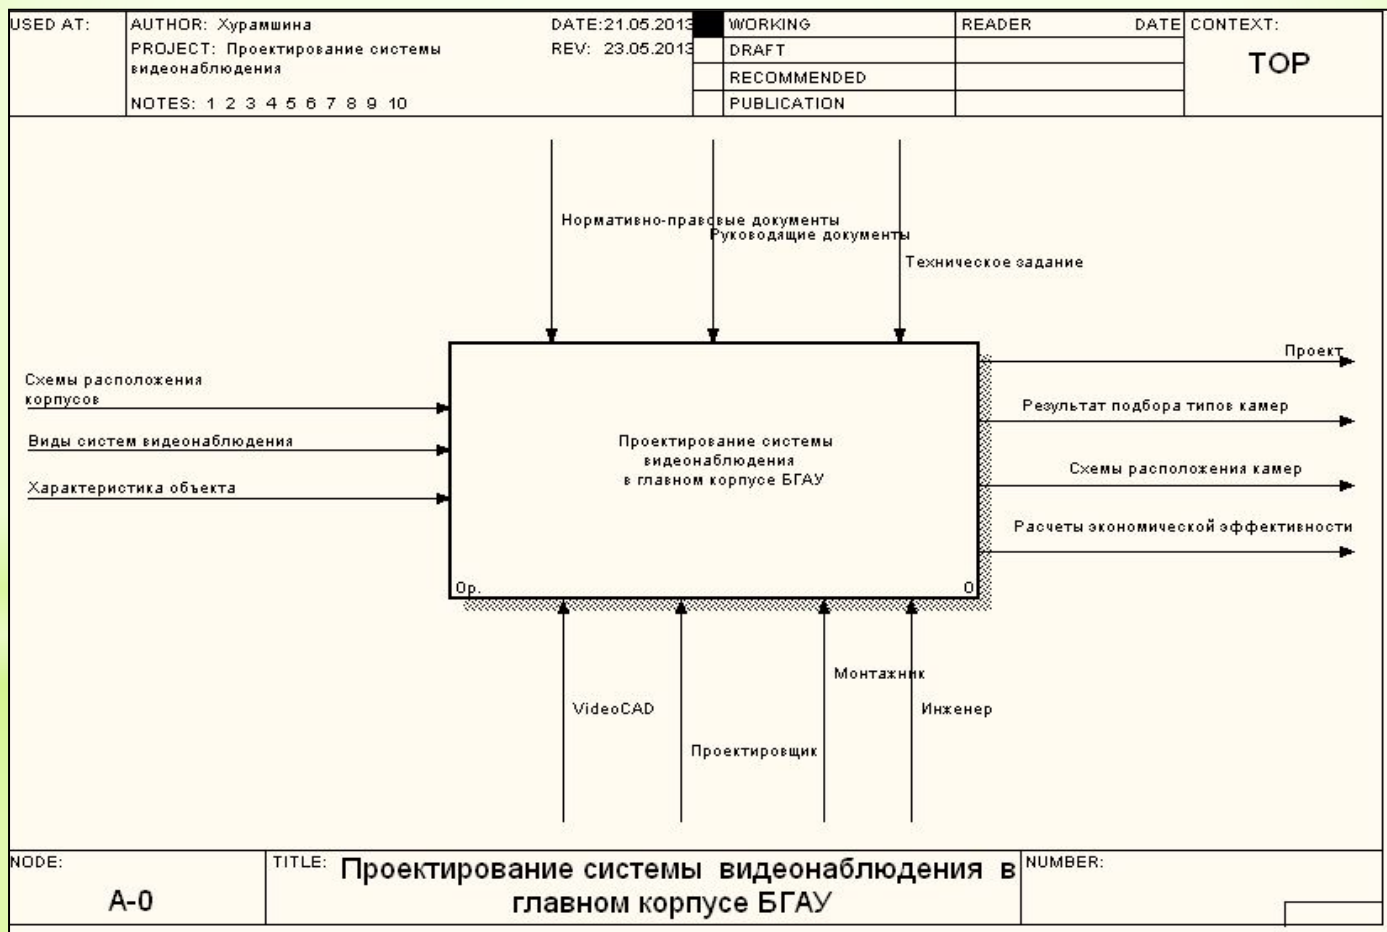 USED AT:
AUTHOR: Хурамшина
DATE:21.05.2013
WORKING
READER
DATE
CONTEXT:
PROJECT: Проектирование системы
видеонаблюдения
REV: 23.05.2013
DRAFT
TOP
RECOMMENDED
NOTES: 1 2 3 4 5 6 7 8 9 10
PUBLICATION
Нормативно-правовые документы
Руководящие документы
Техническое задание
Проект
Схемы расположения
корпусов
Результат подбора типов камер
Виды систем видеонаблюдения
Проектирование системы
видеонаблюдения
в главном корпусе БГАУ
Схемы расположения камер
Характеристика объекта
Расчеты экономической эффективности
0р.
0
Монтажник
VideoCAD
Инженер
Проектировщик
NODE:
A-0
TITLE: Проектирование системы видеонаблюдения в
главном корпусе БГАУ
NUMBER: